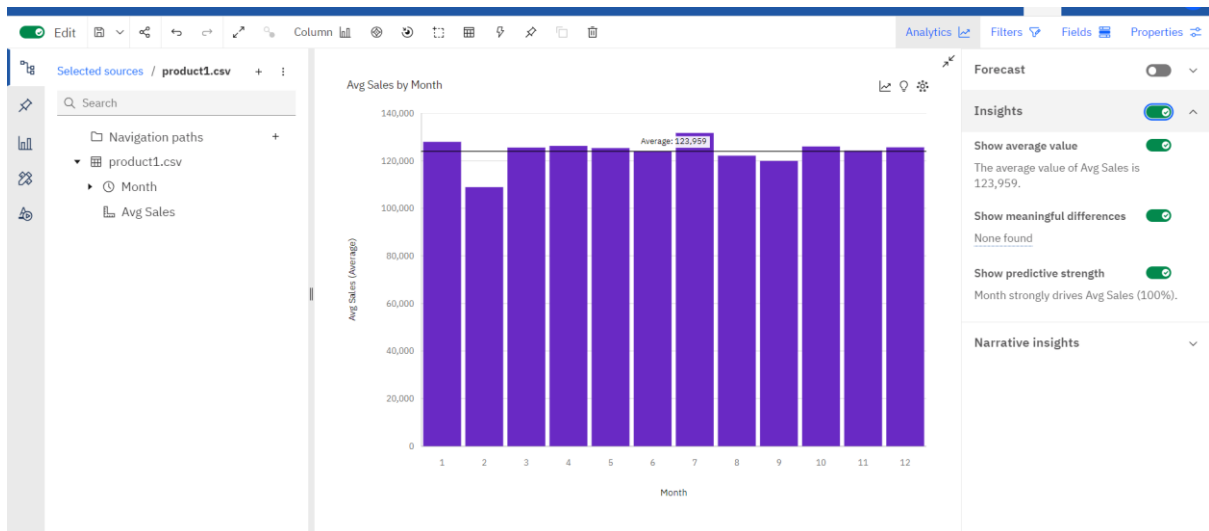 Edit
Column
Analytics
Filters
Fields
Properties
Selected sources / product1.csv
Search
Navigation paths
product1.csv
Month
Avg Sales
Avg Sales by Month
140,000
120,000
100,000
80,000
60,000
40,000
20,000
0
Avg Sales (Average)
Average: 123,959
1 2 3 4 5 6 7 8 9 10 11 12
Month
Forecast
Insights
Show average value
The average value of Avg Sales is
123,959.
Show meaningful differences
None found
Show predictive strength
Month strongly drives Avg Sales (100%).
Narrative insights